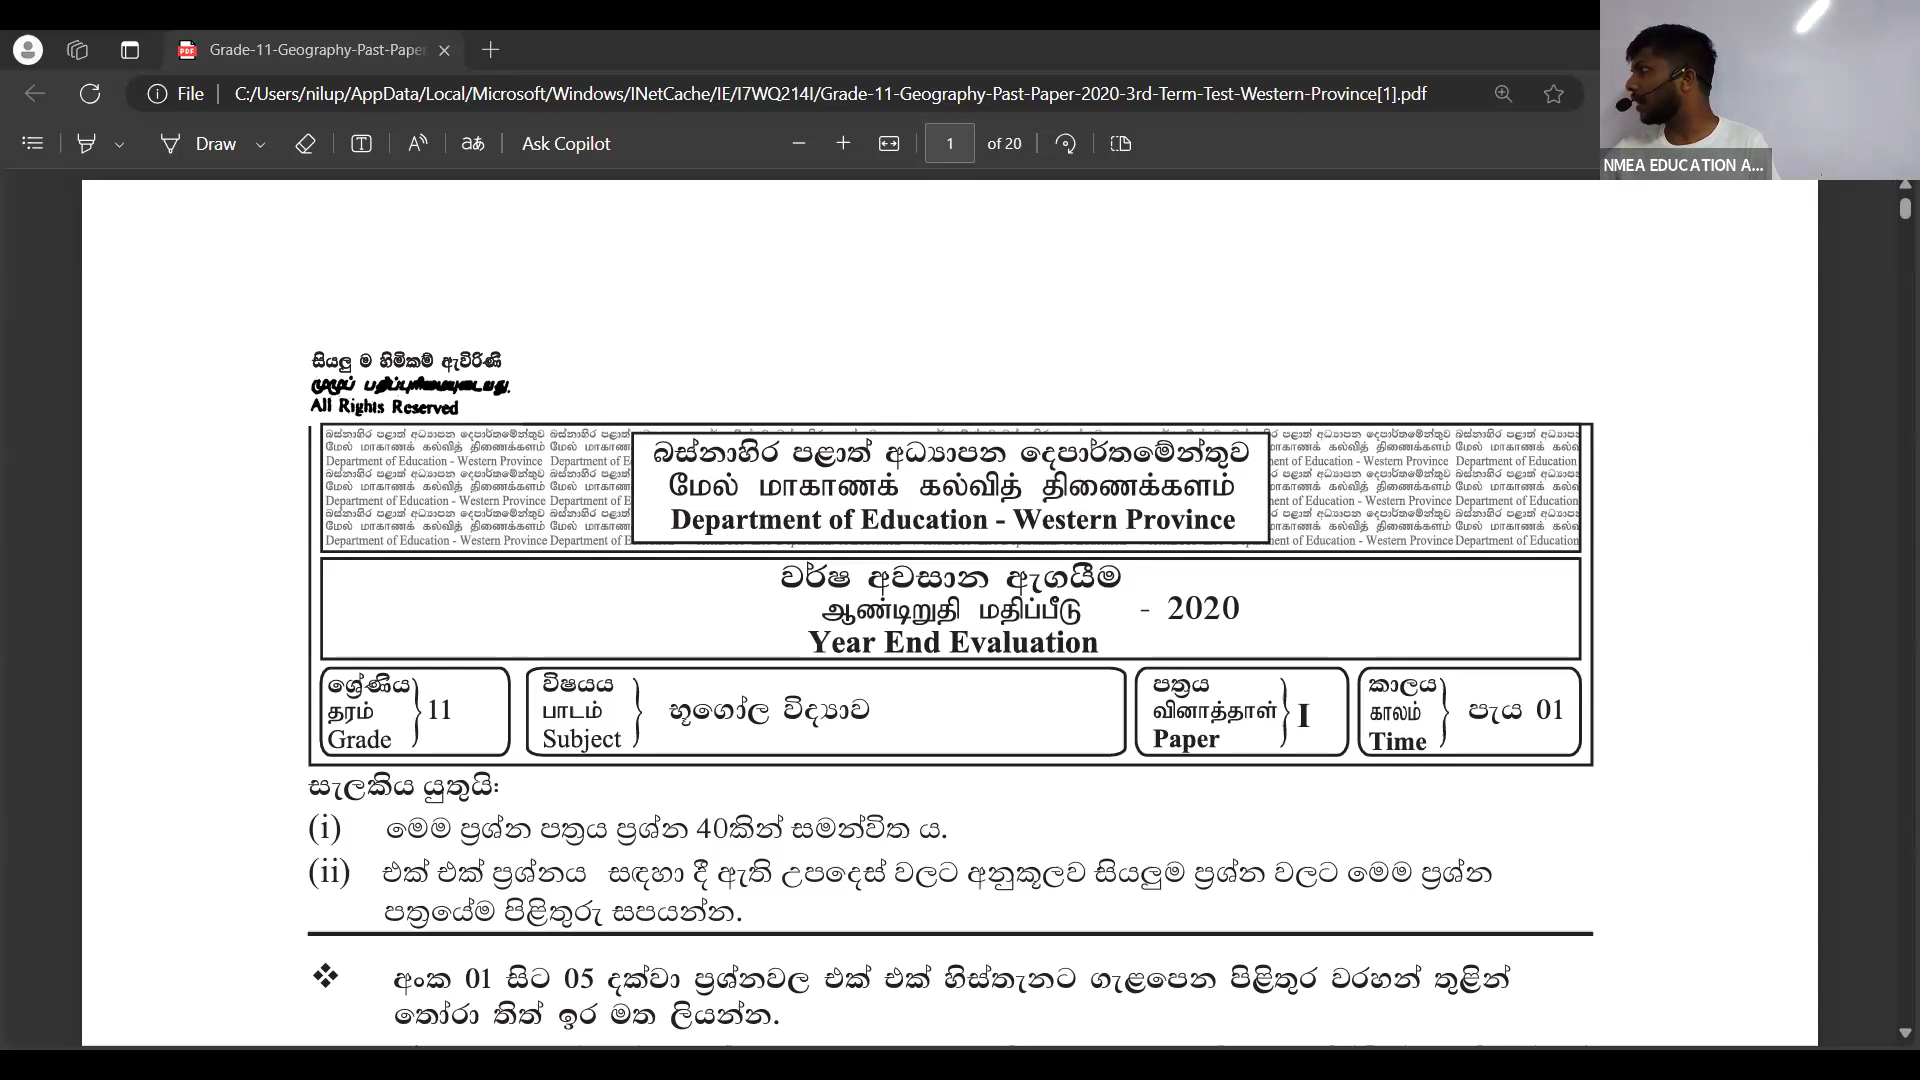 Grade-11-Geography-Past-Pape
File
C:/Users/nilup/AppData/Local/Microsoft/Windows/INetCache/IE/I7WQ214I/Grade-11-Geography-Past-Paper-2020-3rd-Term-Test-Western-Province[1].pdf
Draw
Ask Copilot
1
of 20
NMEA EDUCATION A...
සියලු ම හිමිකම් ඇවිරිණි
முழுப் பதிப்புரிமையுடையது.
All Rights Reserved
බස්නාහිර පළාත් අධ්‍යාපන දෙපාර්තමේන්තුව
மேல் மாகாணக் கல்வித் திணைக்களம்
Department of Education - Western Province
වර්ෂ අවසාන ඇගයීම
ஆண்டிறுதி மதிப்பீடு - 2020
Year End Evaluation
ශ්‍රේණිය
தரம்
Grade
11
විෂයය
பாடம்
Subject
භූගෝල විද්‍යාව
පත්‍රය
வினாத்தாள்
Paper
I
කාලය
காலம்
Time
පැය 01
සැලකිය යුතුයි:
(i) මෙම ප්‍රශ්න පත්‍රය ප්‍රශ්න 40කින් සමන්විත ය.
(ii) එක් එක් ප්‍රශ්නය සඳහා දී ඇති උපදෙස් වලට අනුකූලව සියලුම ප්‍රශ්න වලට මෙම ප්‍රශ්න
පත්‍රයේම පිළිතුරු සපයන්න.
❖ අංක 01 සිට 05 දක්වා ප්‍රශ්නවල එක් එක් හිස්තැනට ගැළපෙන පිළිතුර වරහන් තුළින්
තෝරා තිත් ඉර මත ලියන්න.